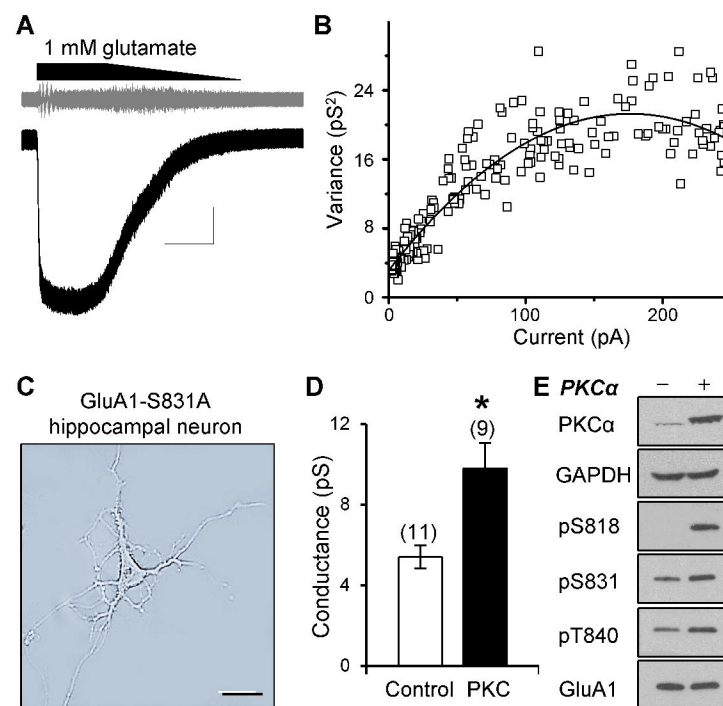 A
1 mM glutamate
B
Variance (pS²)
24
16
8
0
0
100
200
Current (pA)
C
GluA1-S831A
hippocampal neuron
D
Conductance (pS)
12
8
4
0
(11)
*
(9)
Control
PKC
E
PKCα − +
PKCα
GAPDH
pS818
pS831
pT840
GluA1